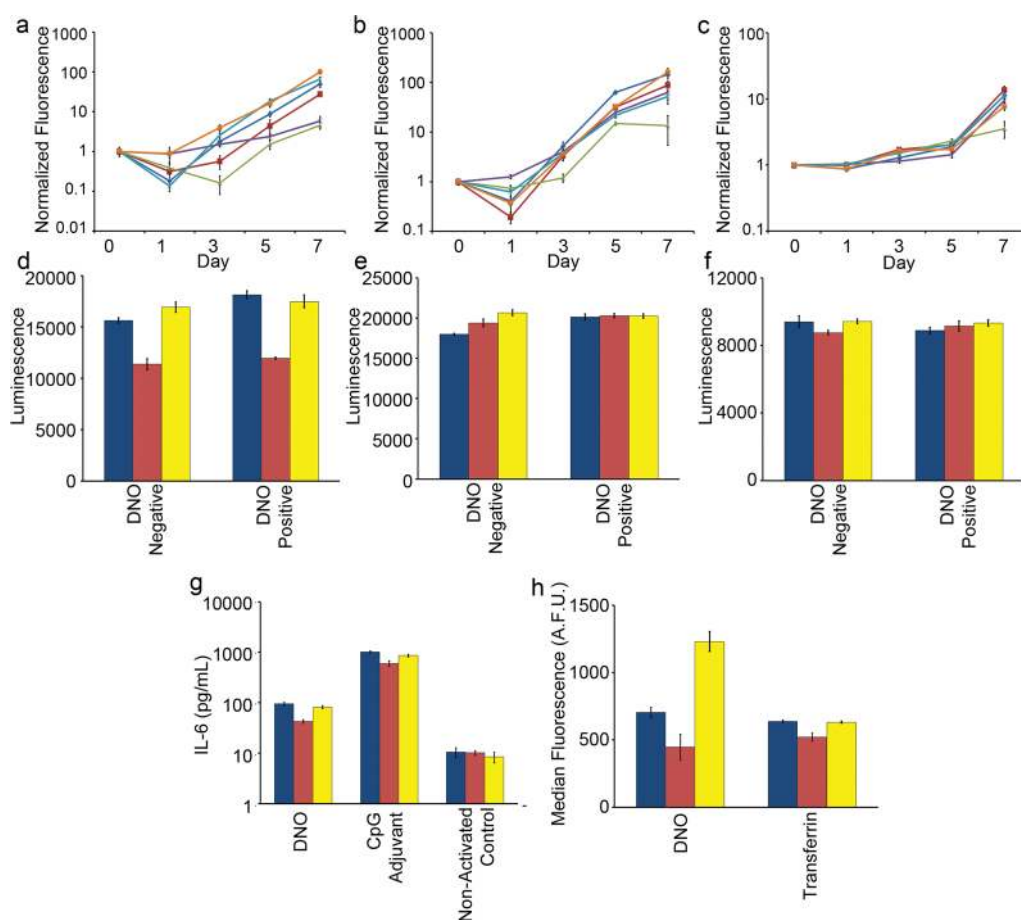 a
b
c
Normalized Fluorescence
1000
100
10
1
0.1
0.01
0 1 3 5 7
Day
Normalized Fluorescence
1000
100
10
1
0.1
0 1 3 5 7
Day
Normalized Fluorescence
100
10
1
0.1
0 1 3 5 7
Day
d
e
f
Luminescence
20000
15000
10000
5000
0
DNO
Negative
DNO
Positive
Luminescence
25000
20000
15000
10000
5000
0
DNO
Negative
DNO
Positive
Luminescence
12000
8000
4000
0
DNO
Negative
DNO
Positive
g
h
IL-6 (pg/mL)
10000
1000
100
10
1
DNO
CpG
Adjuvant
Non-Activated
Control
Median Fluorescence (A.F.U.)
1500
1000
500
0
DNO
Transferrin